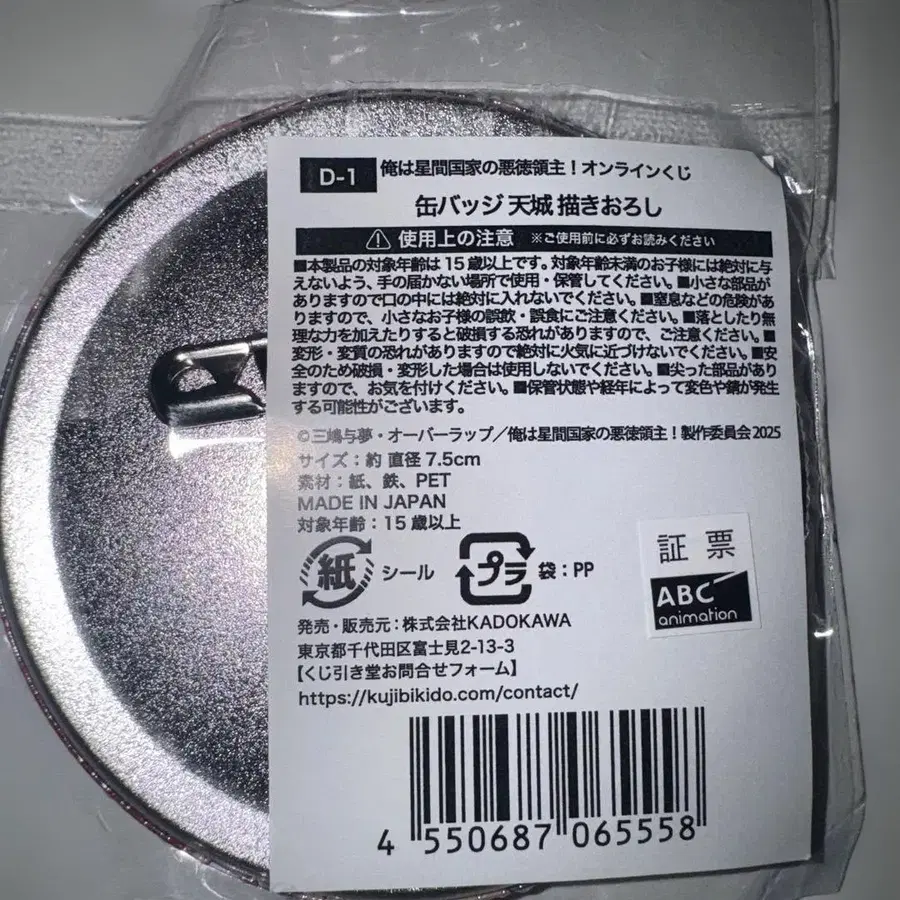 D-1 俺は星間国家の悪徳領主！オンラインくじ
缶バッジ 天城 描きおろし
使用上の注意 ※ご使用前に必ずお読みください
■本製品の対象年齢は15歳以上です。対象年齢未満のお子様には絶対に与
えないよう、手の届かない場所で使用・保管してください。■小さな部品が
ありますので口の中には絶対に入れないでください。■窒息などの危険があ
りますので、小さなお子様の誤飲・誤食にご注意ください。■落としたり無
理な力を加えたりすると破損する恐れがありますので、ご注意ください。■
変形・変質の恐れがありますので絶対に火気に近づけないでください。■安
全のため破損・変形した場合は使用しないでください。■尖った部品があり
ますので、お気を付けください。■保管状態や経年によって変色や錆が発生
する可能性がございます。
©三嶋与夢・オーバーラップ／俺は星間国家の悪徳領主！製作委員会2025
サイズ：約 直径 7.5cm
素材：紙、鉄、PET
MADE IN JAPAN
対象年齢：15歳以上
紙 シール プラ 袋：PP
証票
ABC
animation
発売・販売元：株式会社KADOKAWA
東京都千代田区富士見2-13-3
【くじ引き堂お問合せフォーム】
https://kujibikido.com/contact/
4 550687 065558